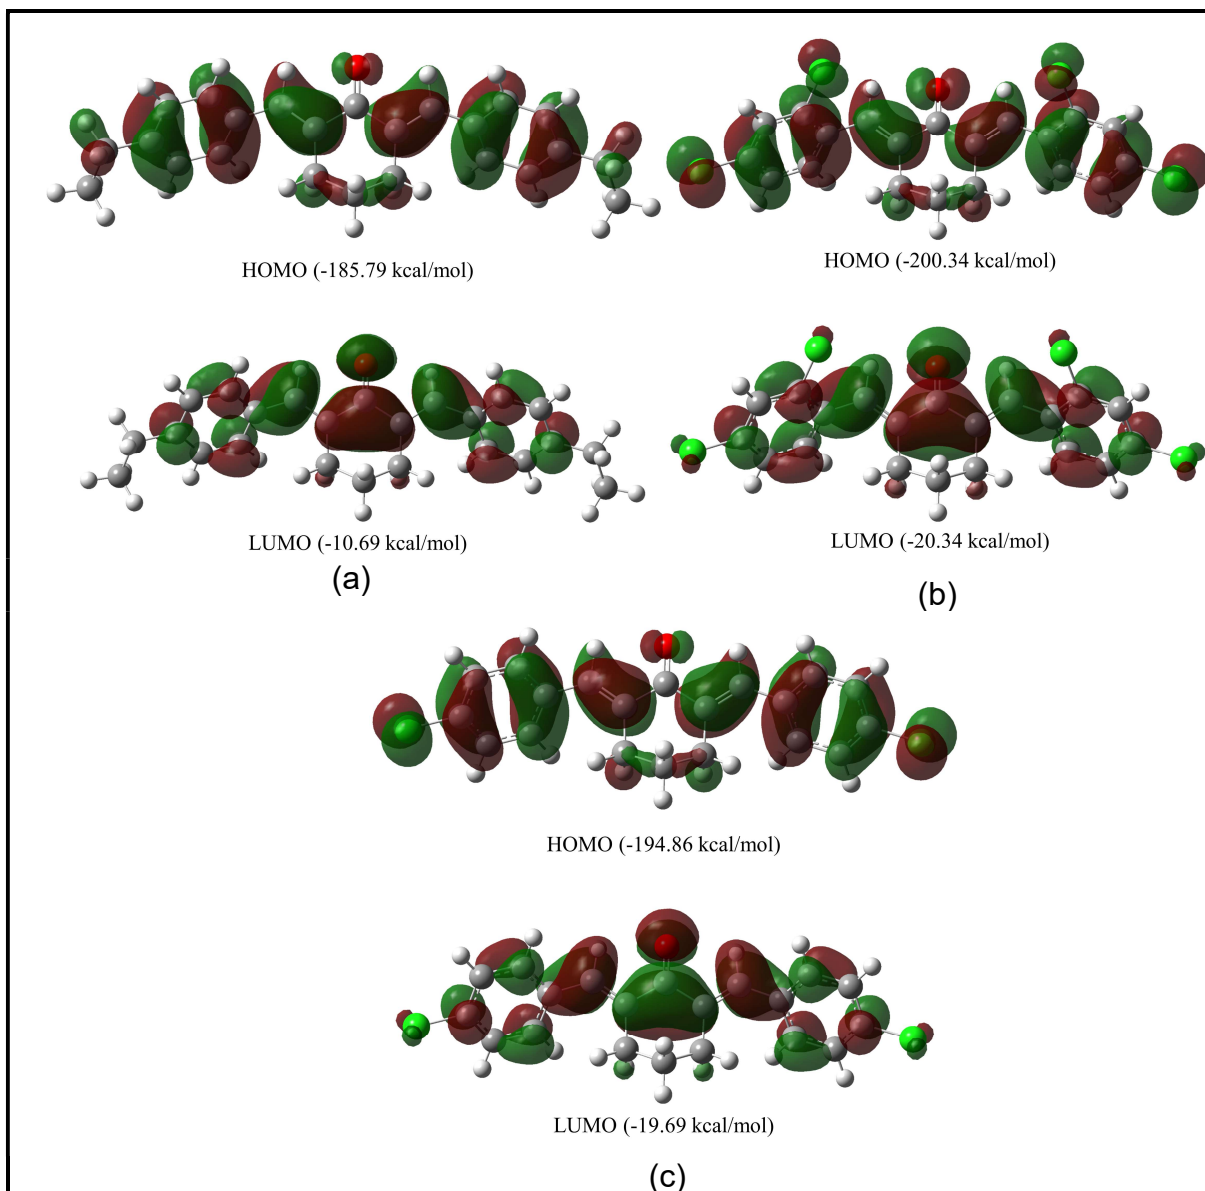 HOMO (-185.79 kcal/mol)
LUMO (-10.69 kcal/mol)
(a)
HOMO (-200.34 kcal/mol)
LUMO (-20.34 kcal/mol)
(b)
HOMO (-194.86 kcal/mol)
LUMO (-19.69 kcal/mol)
(c)